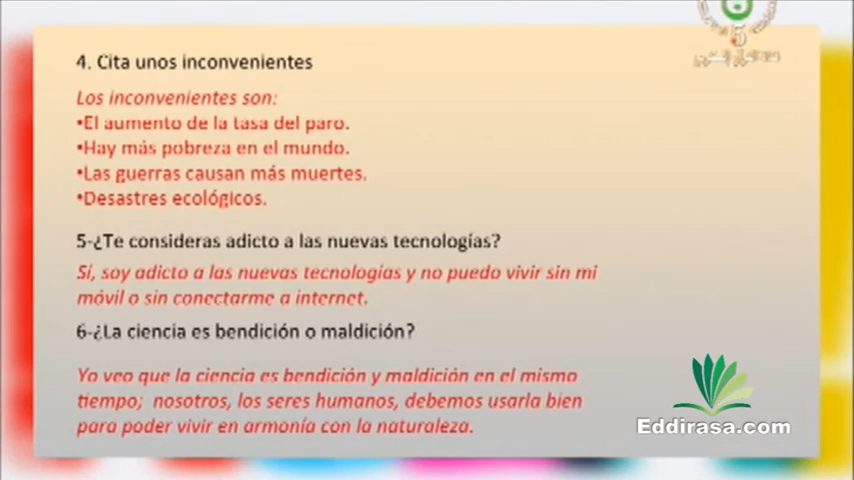 4. Cita unos inconvenientes
Los inconvenientes son:
•El aumento de la tasa del paro.
•Hay más pobreza en el mundo.
•Las guerras causan más muertes.
•Desastres ecológicos.
5-¿Te consideras adicto a las nuevas tecnologías?
Sí, soy adicto a las nuevas tecnologías y no puedo vivir sin mi
móvil o sin conectarme a internet.
6-¿La ciencia es bendición o maldición?
Yo veo que la ciencia es bendición y maldición en el mismo
tiempo; nosotros, los seres humanos, debemos usarla bien
para poder vivir en armonía con la naturaleza.
Eddirasa.com